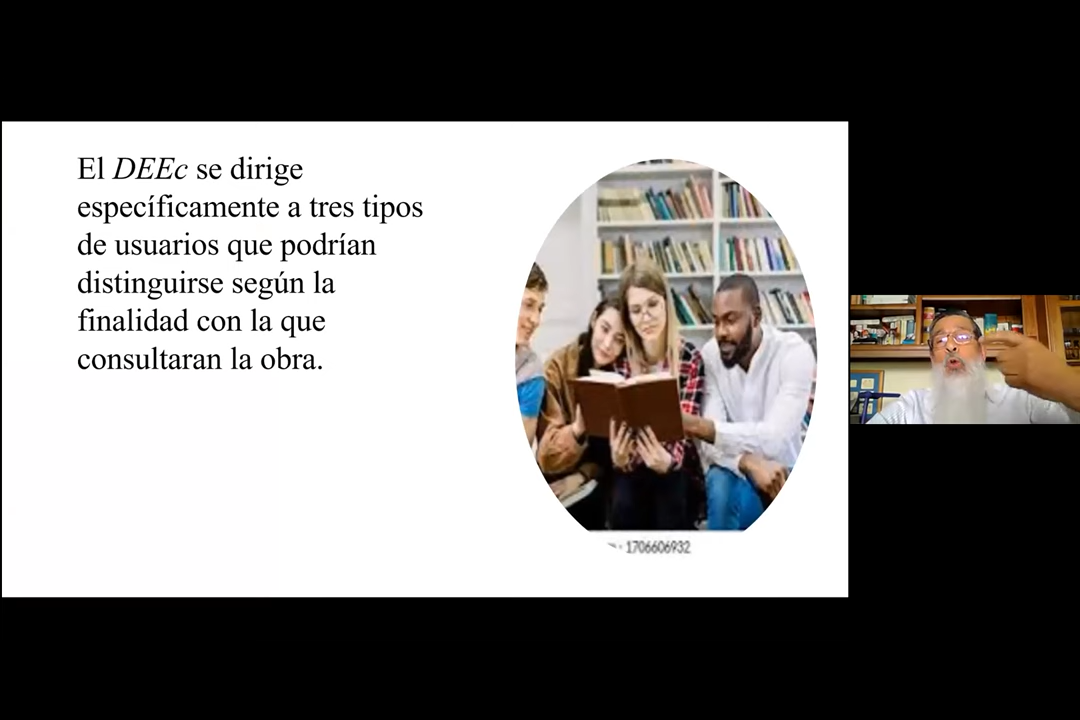 El DEEc se dirige
específicamente a tres tipos
de usuarios que podrían
distinguirse según la
finalidad con la que
consultaran la obra.
1706606932